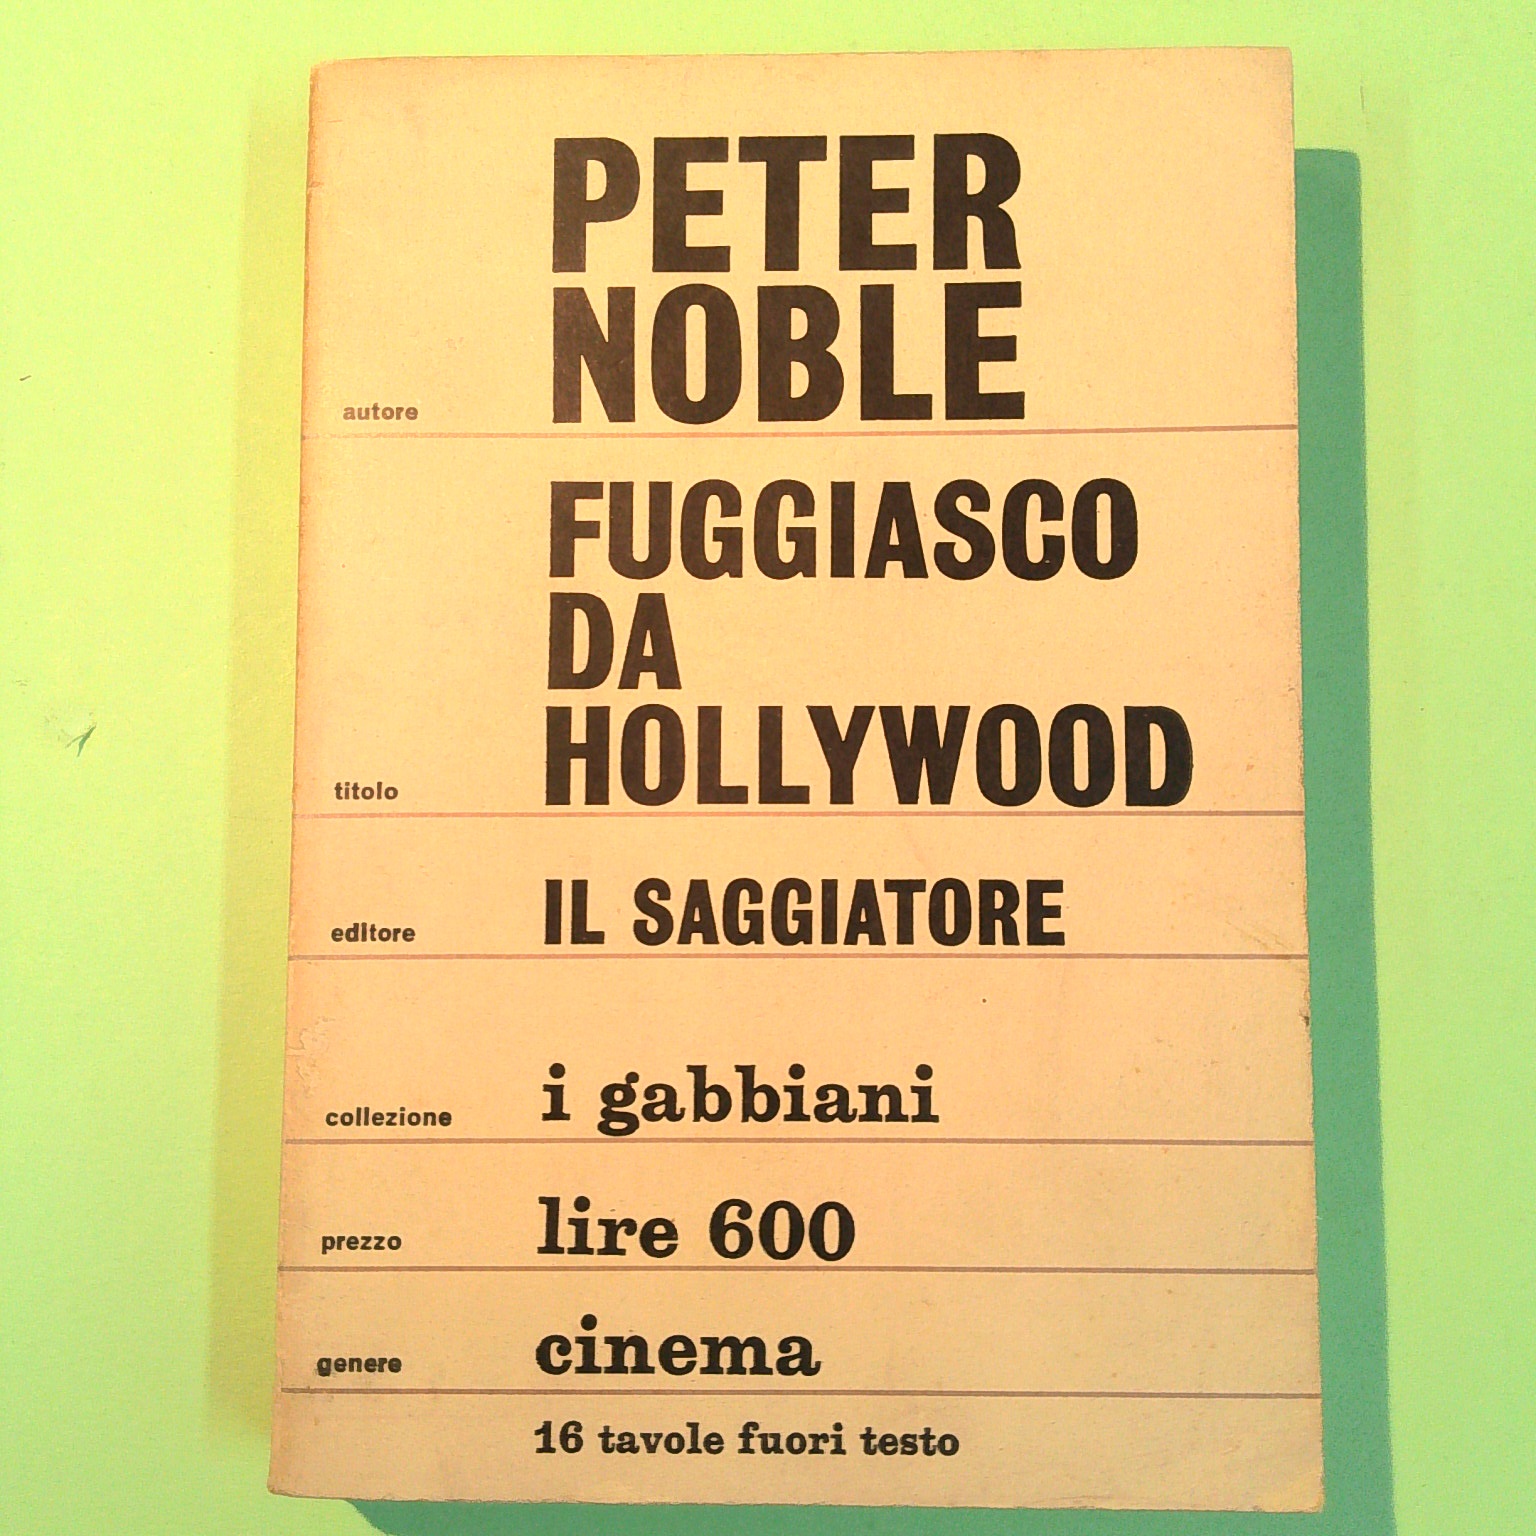 PETER
NOBLE
autore
FUGGIASCO
DA
HOLLYWOOD
titolo
editore IL SAGGIATORE
collezione i gabbiani
prezzo lire 600
genere cinema
16 tavole fuori testo